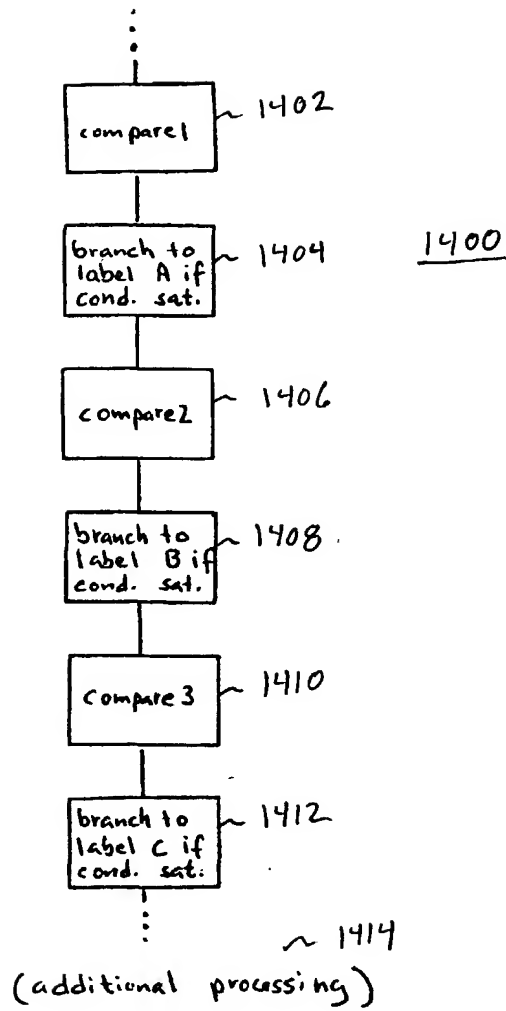 compare1
1402
branch to
label A if
cond. sat.
1404
1400
compare2
1406
branch to
label B if
cond. sat.
1408
compare3
1410
branch to
label C if
cond. sat.
1412
1414
(additional processing)